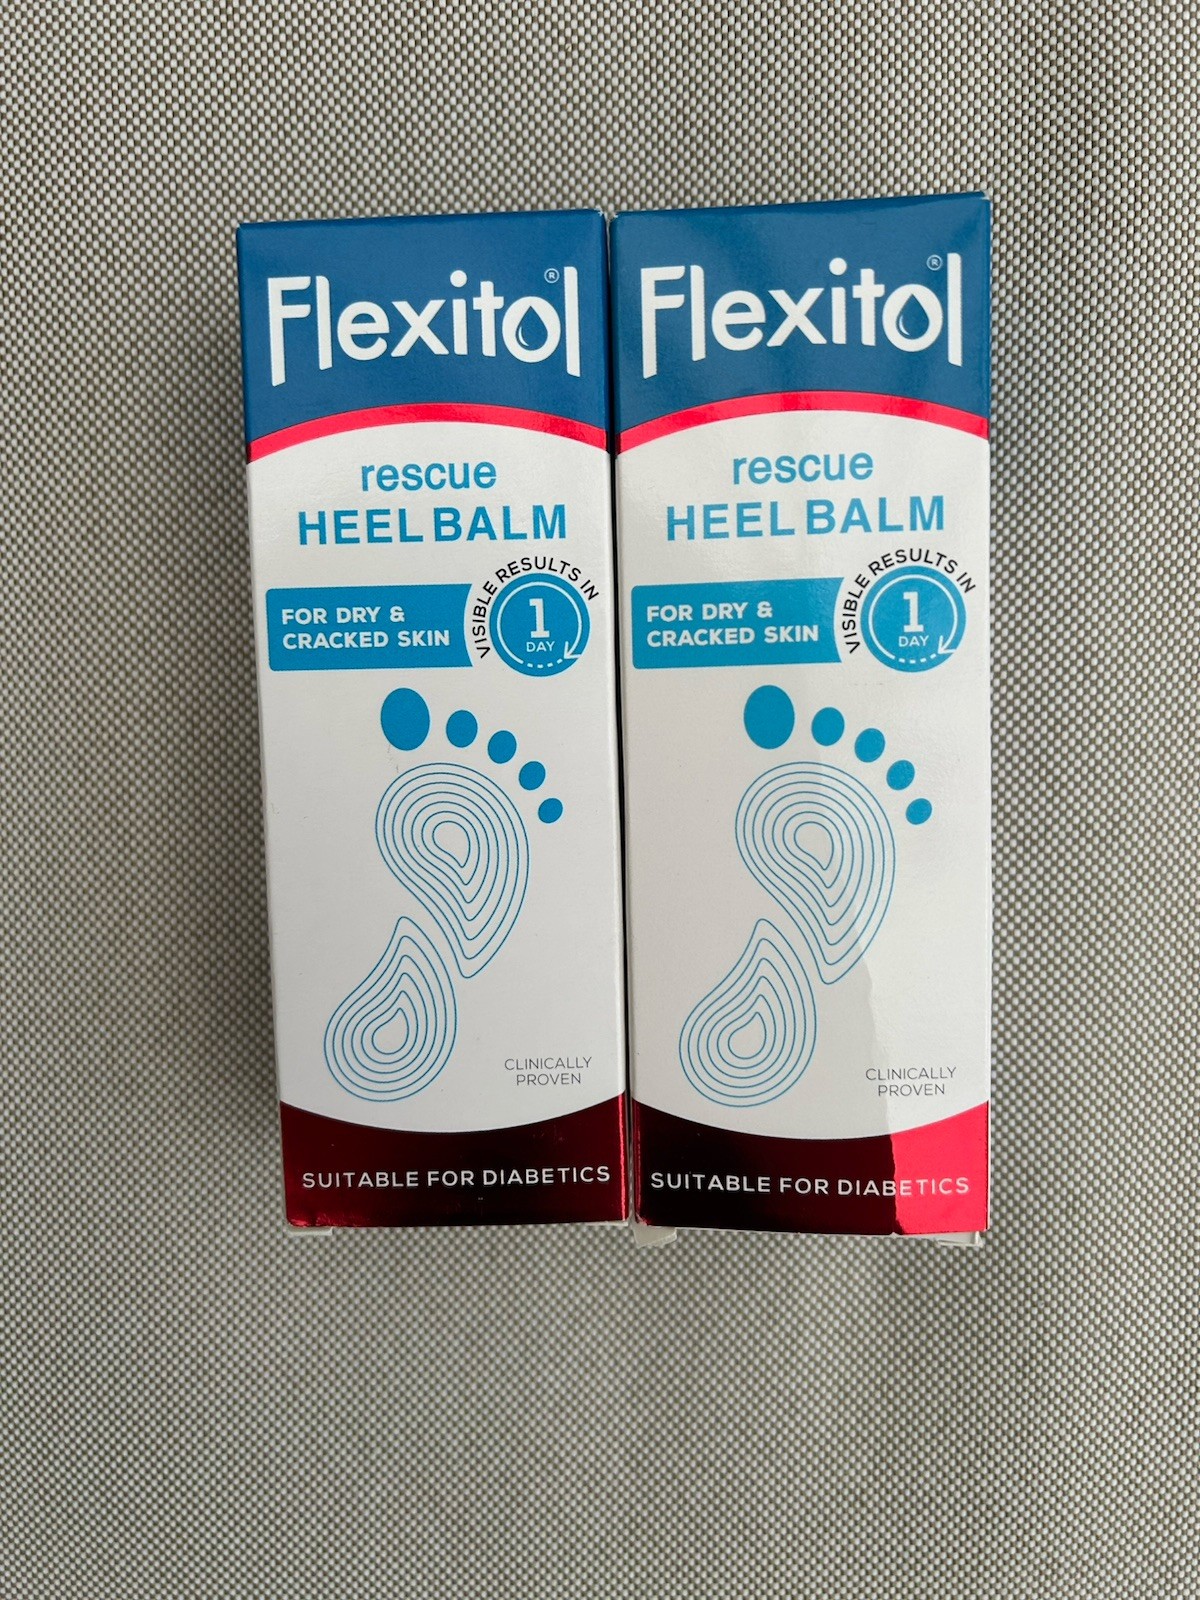 Flexitol®
rescue
HEEL BALM
FOR DRY &
CRACKED SKIN
VISIBLE RESULTS IN
1
DAY
CLINICALLY
PROVEN
SUITABLE FOR DIABETICS
Flexitol®
rescue
HEEL BALM
FOR DRY &
CRACKED SKIN
VISIBLE RESULTS IN
1
DAY
CLINICALLY
PROVEN
SUITABLE FOR DIABETICS